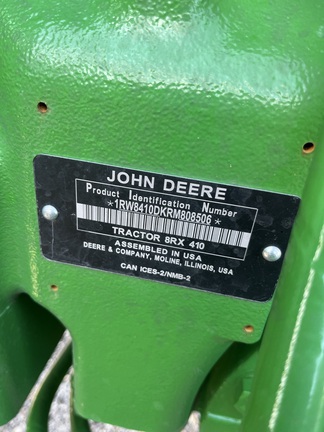 JOHN DEERE
Product Identification Number
*1RW8410DKRM808506*
TRACTOR 8RX 410
ASSEMBLED IN USA
DEERE & COMPANY, MOLINE, ILLINOIS, USA
CAN ICES-2/NMB-2